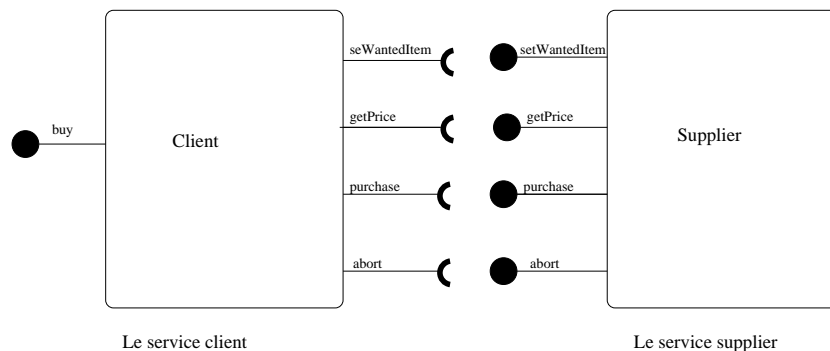 seWantedItem
setWantedItem
buy
getPrice
getPrice
Client
Supplier
purchase
purchase
abort
abort
Le service client
Le service supplier